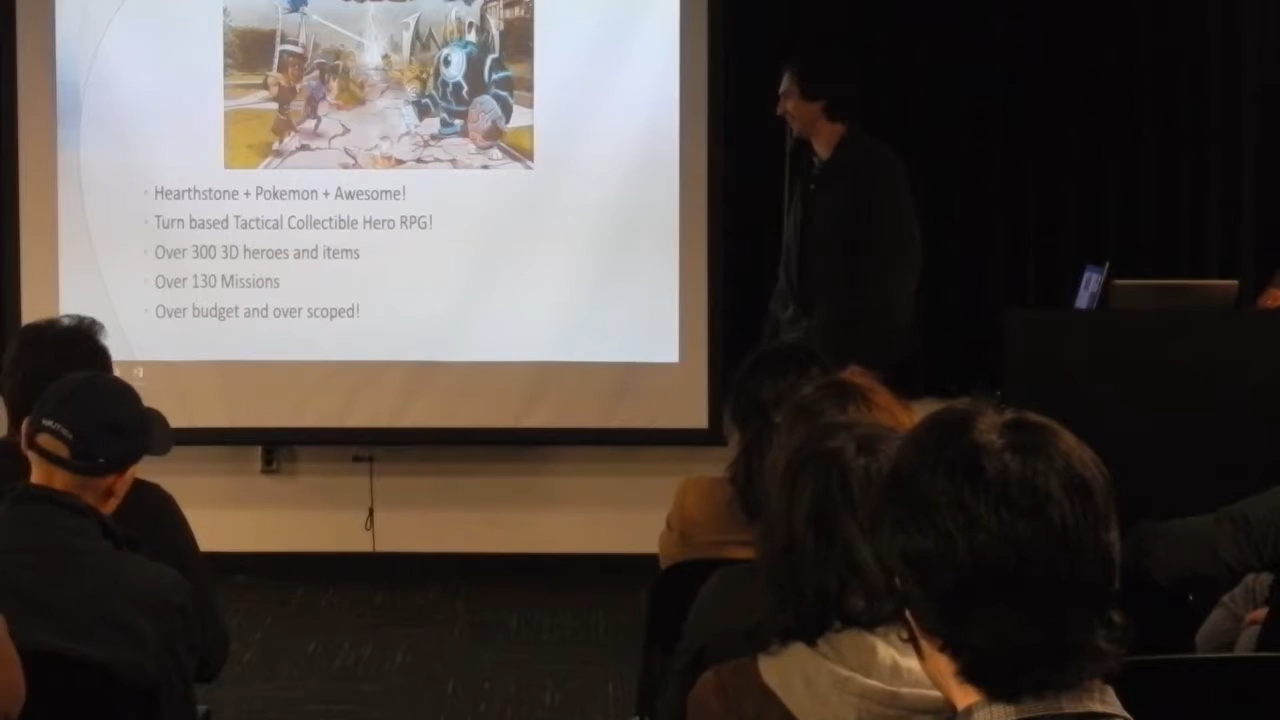 Hearthstone + Pokemon + Awesome!
Turn based Tactical Collectible Hero RPG!
Over 300 3D heroes and items
Over 130 Missions
Over budget and over scoped!